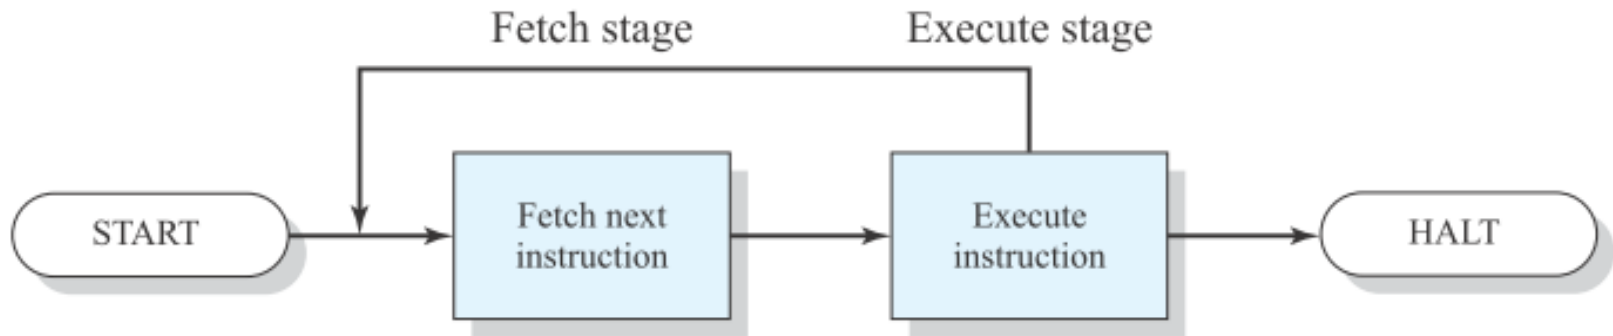 Fetch stage
Execute stage
START
Fetch next
instruction
Execute
instruction
HALT